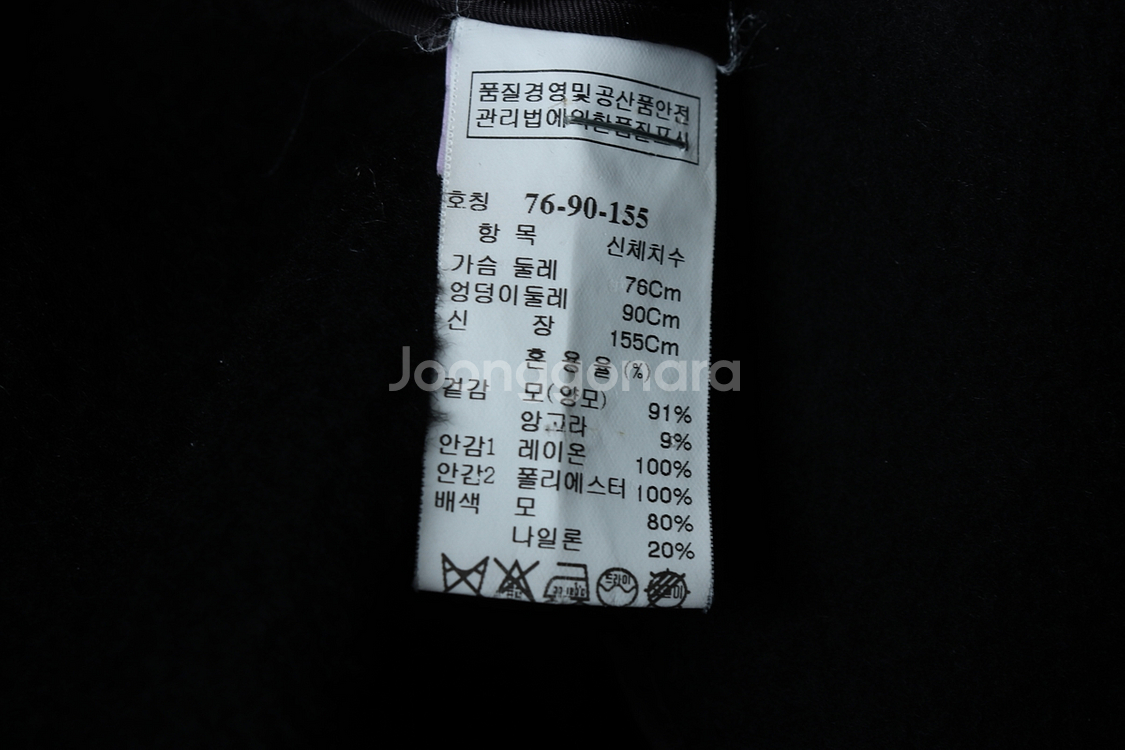 품질경영및공산품안전
관리법에의한품질표시
호칭 76-90-155
항 목 신체치수
가슴 둘레 76Cm
엉덩이둘레 90Cm
신 장 155Cm
혼 용 율 (%)
Joonggonara
겉감 모(양모) 91%
앙고라 9%
안감1 레이온 100%
안감2 폴리에스터 100%
배색 모 80%
나일론 20%
드라이